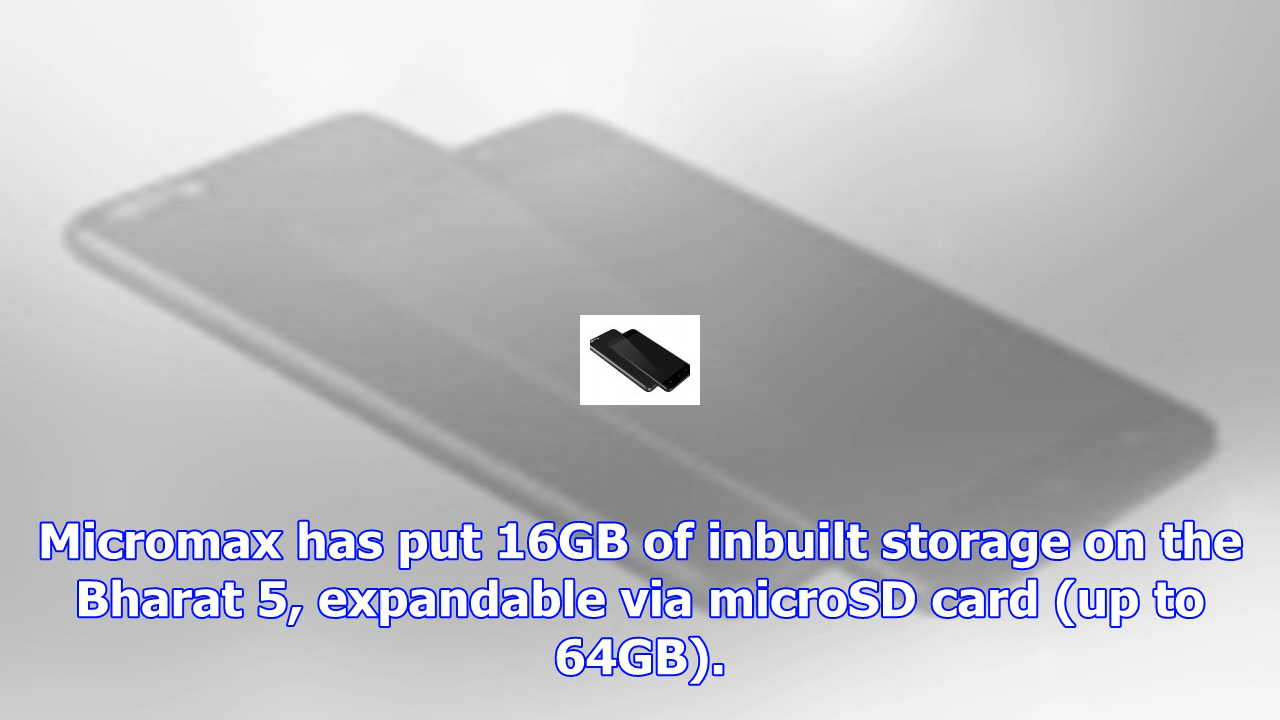 Micromax has put 16GB of inbuilt storage on the
Bharat 5, expandable via microSD card (up to
64GB).